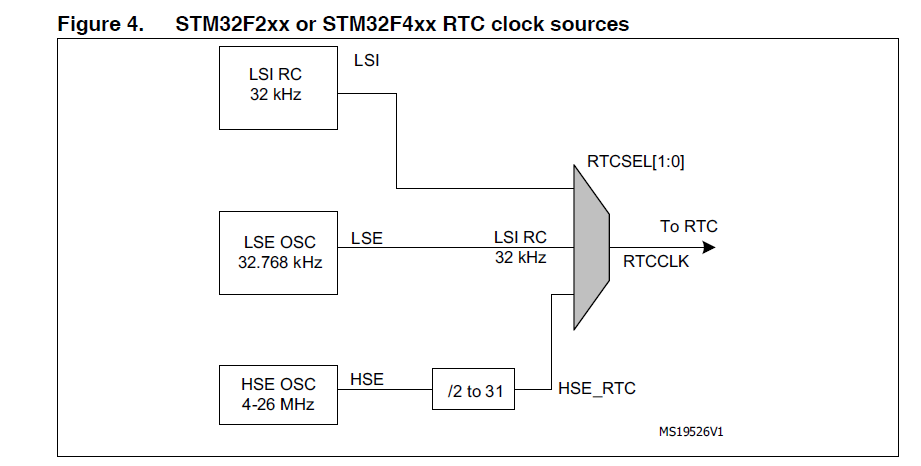 Figure 4. STM32F2xx or STM32F4xx RTC clock sources
LSI RC
32 kHz
LSI
RTCSEL[1:0]
LSE OSC
32.768 kHz
LSE
LSI RC
32 kHz
To RTC
RTCCLK
HSE OSC
4-26 MHz
HSE
/2 to 31
HSE_RTC
MS19526V1